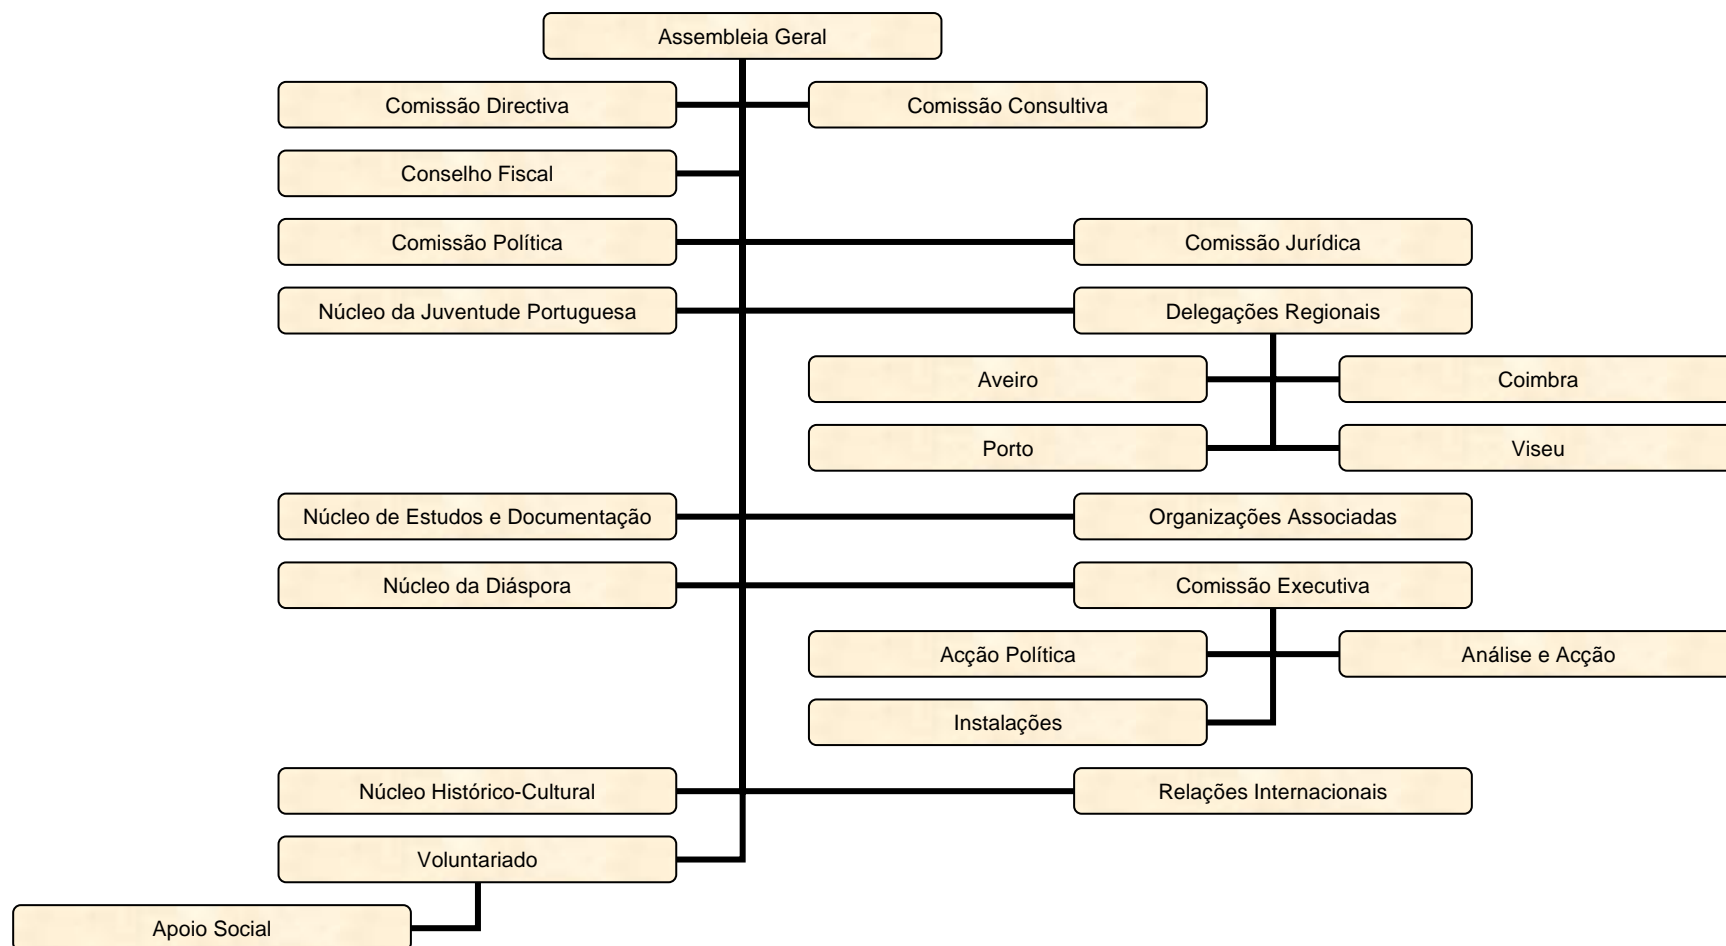 Assembleia Geral
Comissão Directiva
Comissão Consultiva
Conselho Fiscal
Comissão Política
Comissão Jurídica
Núcleo da Juventude Portuguesa
Delegações Regionais
Aveiro
Coimbra
Porto
Viseu
Núcleo de Estudos e Documentação
Organizações Associadas
Núcleo da Diáspora
Comissão Executiva
Acção Política
Análise e Acção
Instalações
Núcleo Histórico-Cultural
Relações Internacionais
Voluntariado
Apoio Social